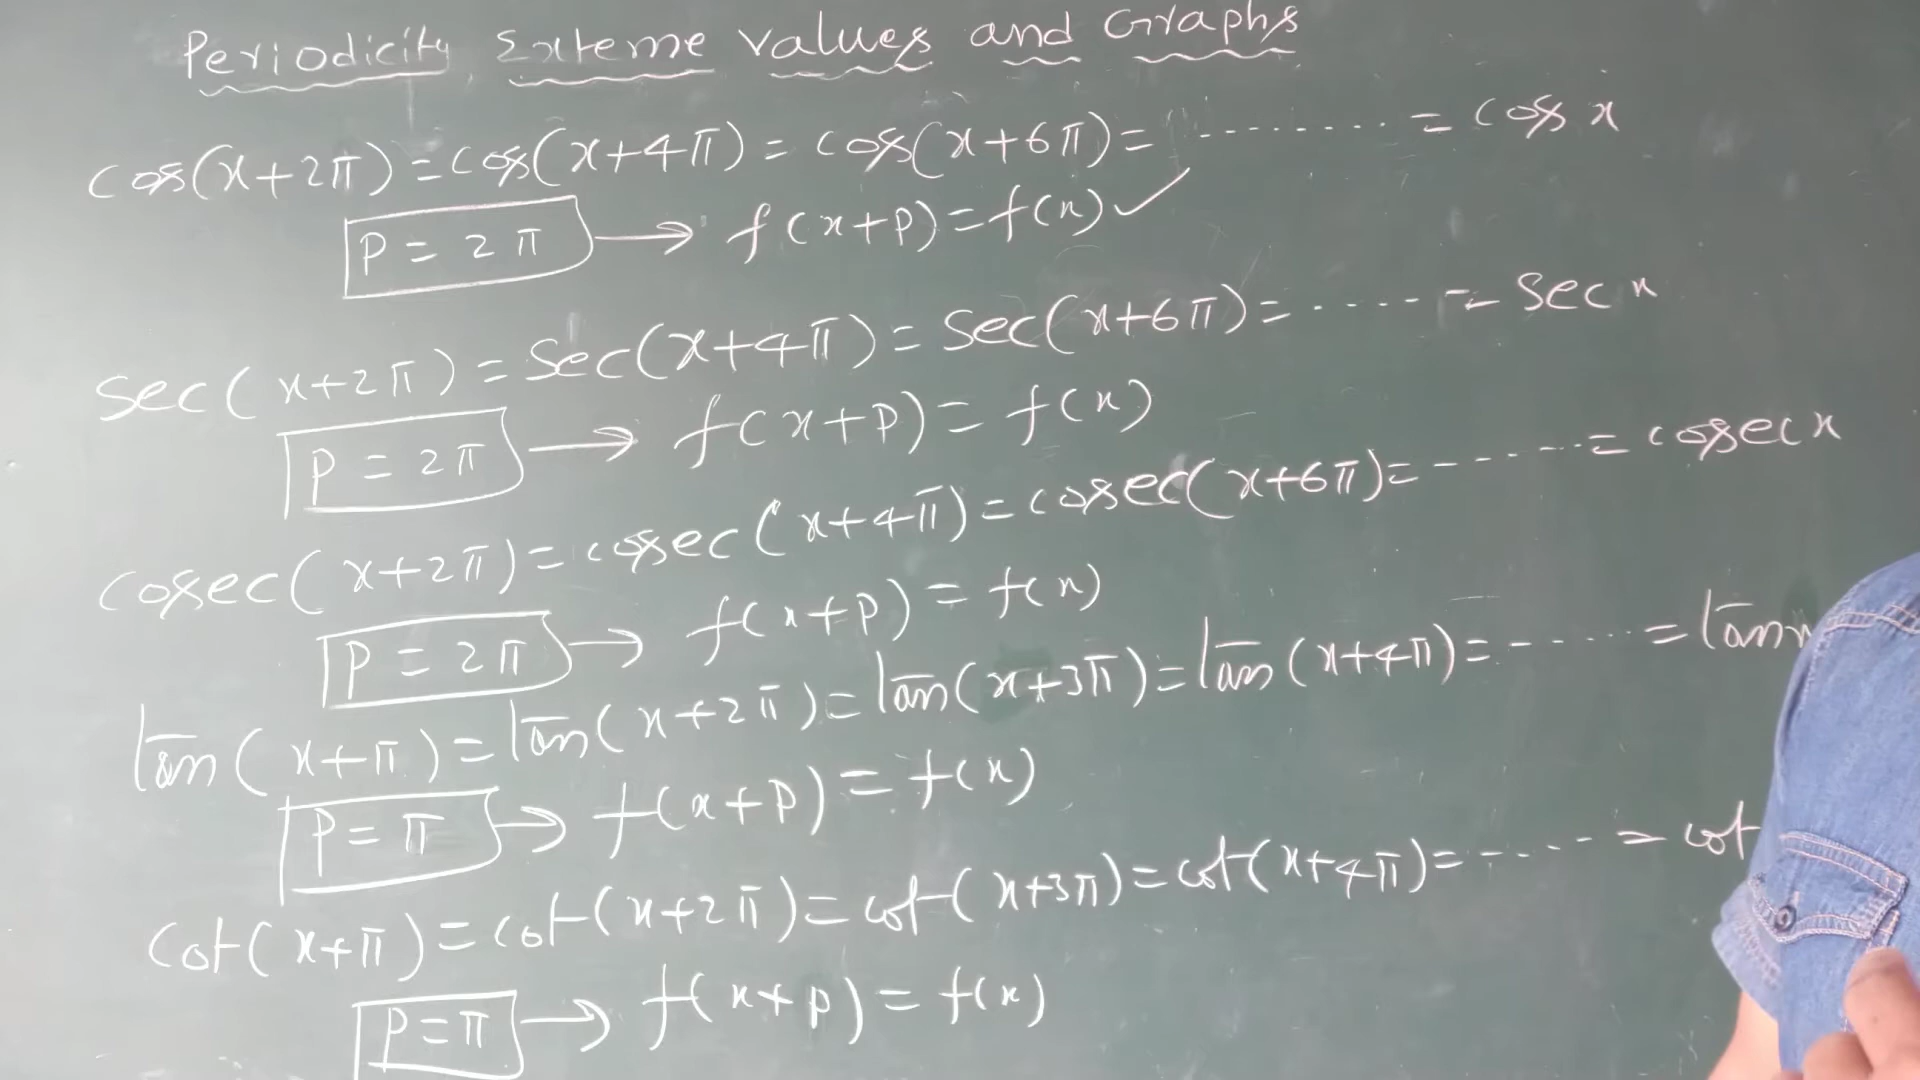 Periodicity, Exteme values and Graphs
cos(x+2π)=cos(x+4π)=cos(x+6π)=.........=cos x
P=2π → f(x+P)=f(x) ✓
sec(x+2π)=sec(x+4π)=sec(x+6π)=.......=sec x
P=2π → f(x+P)=f(x)
cosec(x+2π)=cosec(x+4π)=cosec(x+6π)=........=cosec x
P=2π → f(x+P)=f(x)
tan(x+π)=tan(x+2π)=tan(x+3π)=tan(x+4π)=.......=tan x
P=π → f(x+P)=f(x)
cot(x+π)=cot(x+2π)=cot(x+3π)=cot(x+4π)=.......=cot
P=π → f(x+P)=f(x)